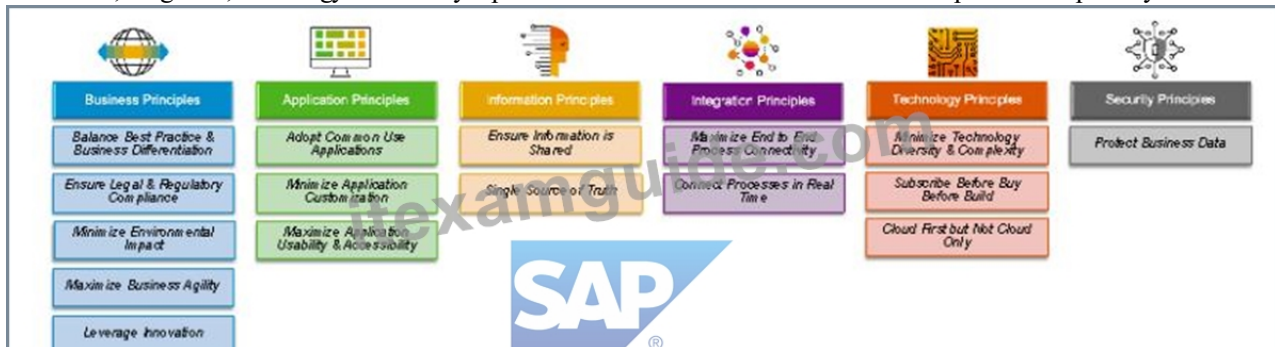 Business Principles
Balance Best Practice &
Business Differentiation
Ensure Legal & Regulatory
Compliance
Minimize Environmental
Impact
Maximize Business Agility
Leverage Innovation
Application Principles
Adopt Common Use
Applications
Minimize Application
Customization
Maximize Application
Usability & Accessibility
Information Principles
Ensure Information is
Shared
Single Source of Truth
Integration Principles
Maximize End to End
Process Connectivity
Connect Processes in Real
Time
Technology Principles
Minimize Technology
Diversity & Complexity
Subscribe Before Buy
Before Build
Cloud First but Not Cloud
Only
Security Principles
Protect Business Data
itexamguide.com
SAP
®